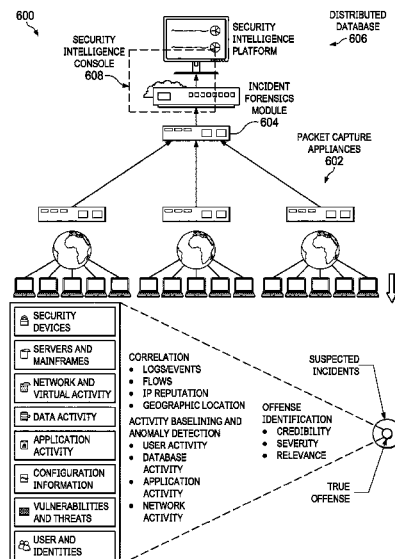 600
SECURITY
INTELLIGENCE
PLATFORM
DISTRIBUTED
DATABASE
606
SECURITY
INTELLIGENCE
CONSOLE
608
INCIDENT
FORENSICS
MODULE
604
PACKET CAPTURE
APPLIANCES
602
SECURITY
DEVICES
SERVERS AND
MAINFRAMES
NETWORK AND
VIRTUAL ACTIVITY
DATA ACTIVITY
APPLICATION
ACTIVITY
CONFIGURATION
INFORMATION
VULNERABILITIES
AND THREATS
USER AND
IDENTITIES
CORRELATION
• LOGS/EVENTS
• FLOWS
• IP REPUTATION
• GEOGRAPHIC LOCATION
ACTIVITY BASELINING AND
ANOMALY DETECTION
• USER ACTIVITY
• DATABASE
ACTIVITY
• APPLICATION
ACTIVITY
• NETWORK
ACTIVITY
OFFENSE
IDENTIFICATION
• CREDIBILITY
• SEVERITY
• RELEVANCE
SUSPECTED
INCIDENTS
TRUE
OFFENSE